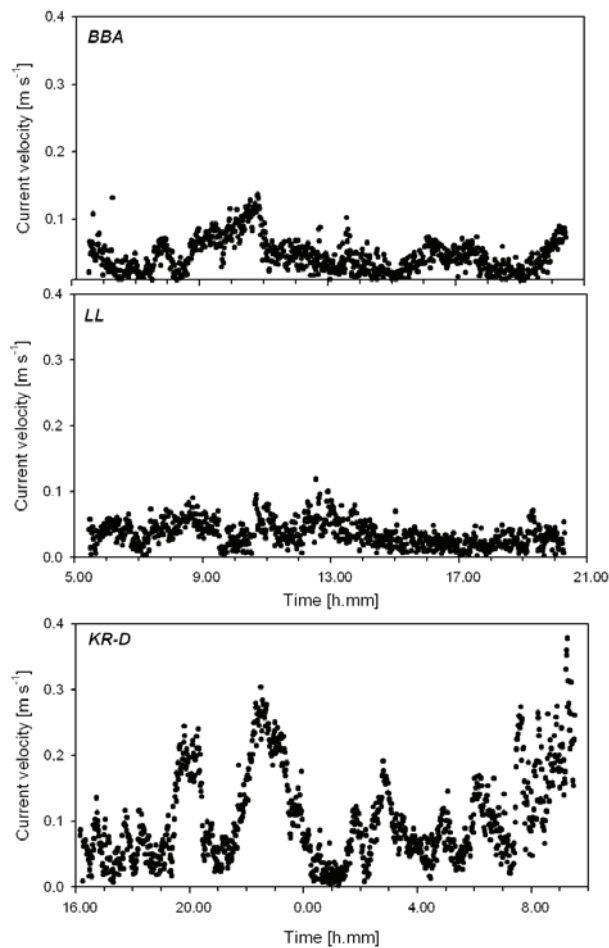 BBA
Current velocity [m s⁻¹]
0.4
0.3
0.2
0.1
LL
Current velocity [m s⁻¹]
0.4
0.3
0.2
0.1
0.0
5.00 9.00 13.00 17.00 21.00
Time [h.mm]
KR-D
Current velocity [m s⁻¹]
0.4
0.3
0.2
0.1
0.0
16.00 20.00 0.00 4.00 8.00
Time [h.mm]